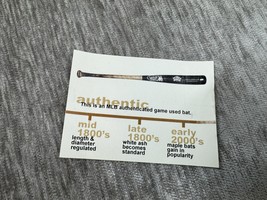 authentic
This is an MLB authenticated game used bat.
mid 1800's
length & diameter regulated
late 1800's
white ash becomes standard
early 2000's
maple bats gain in popularity